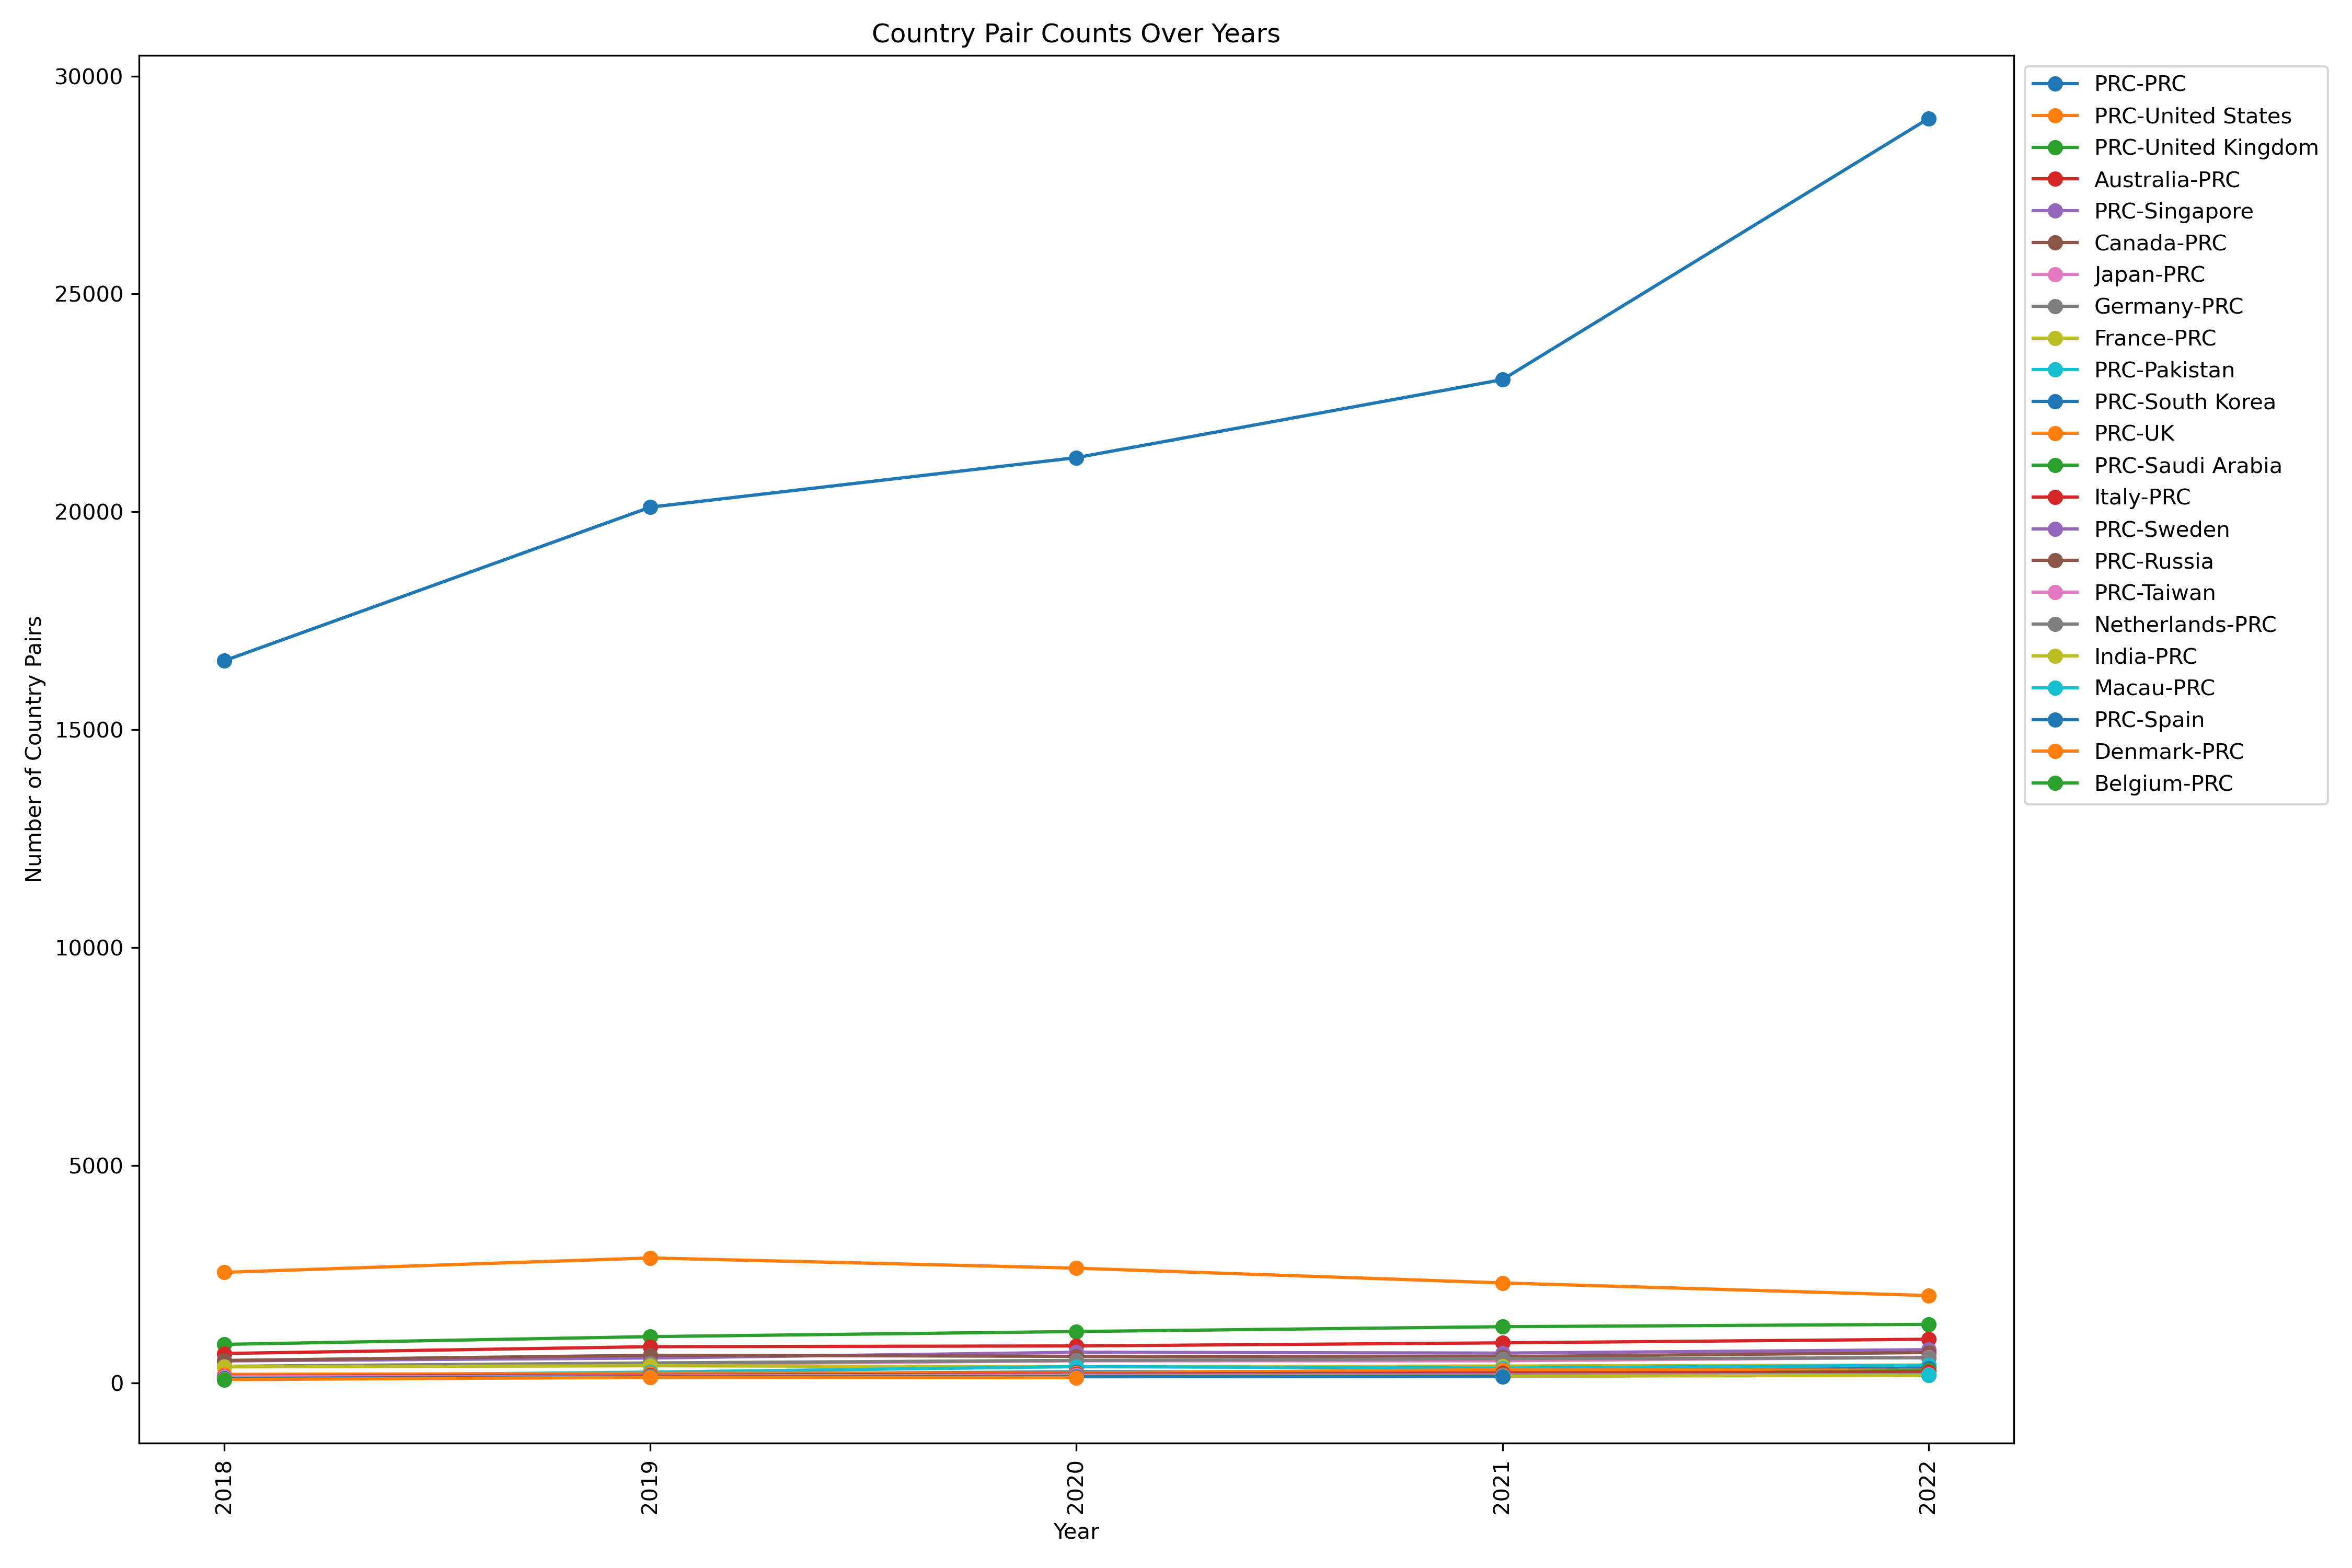 Country Pair Counts Over Years
30000
25000
20000
15000
10000
5000
0
Number of Country Pairs
2018
2019
2020
2021
2022
Year
PRC-PRC
PRC-United States
PRC-United Kingdom
Australia-PRC
PRC-Singapore
Canada-PRC
Japan-PRC
Germany-PRC
France-PRC
PRC-Pakistan
PRC-South Korea
PRC-UK
PRC-Saudi Arabia
Italy-PRC
PRC-Sweden
PRC-Russia
PRC-Taiwan
Netherlands-PRC
India-PRC
Macau-PRC
PRC-Spain
Denmark-PRC
Belgium-PRC